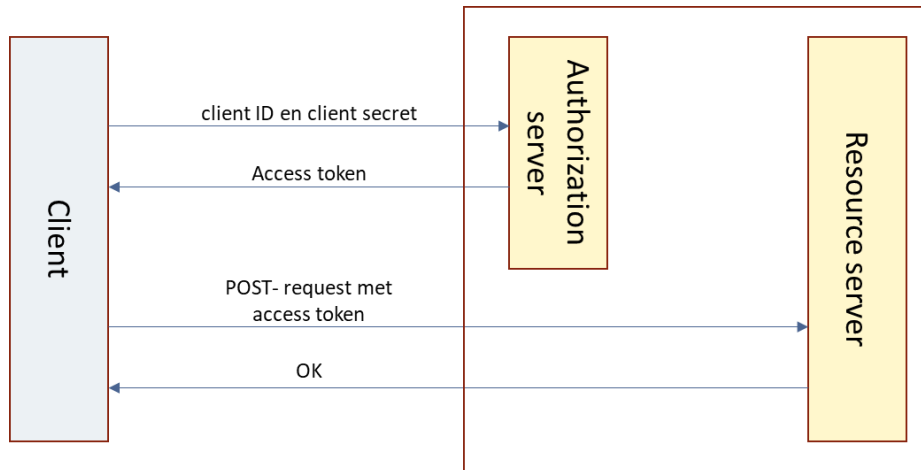 Client
client ID en client secret
Access token
POST- request met
access token
OK
Authorization
server
Resource server